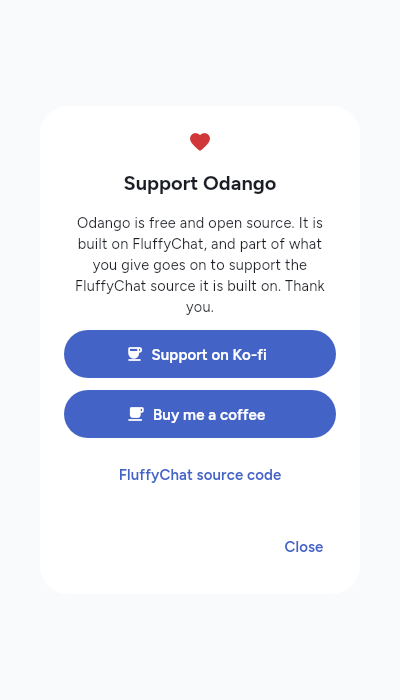 Support Odango
Odango is free and open source. It is
built on FluffyChat, and part of what
you give goes on to support the
FluffyChat source it is built on. Thank
you.
Support on Ko-fi
Buy me a coffee
FluffyChat source code
Close